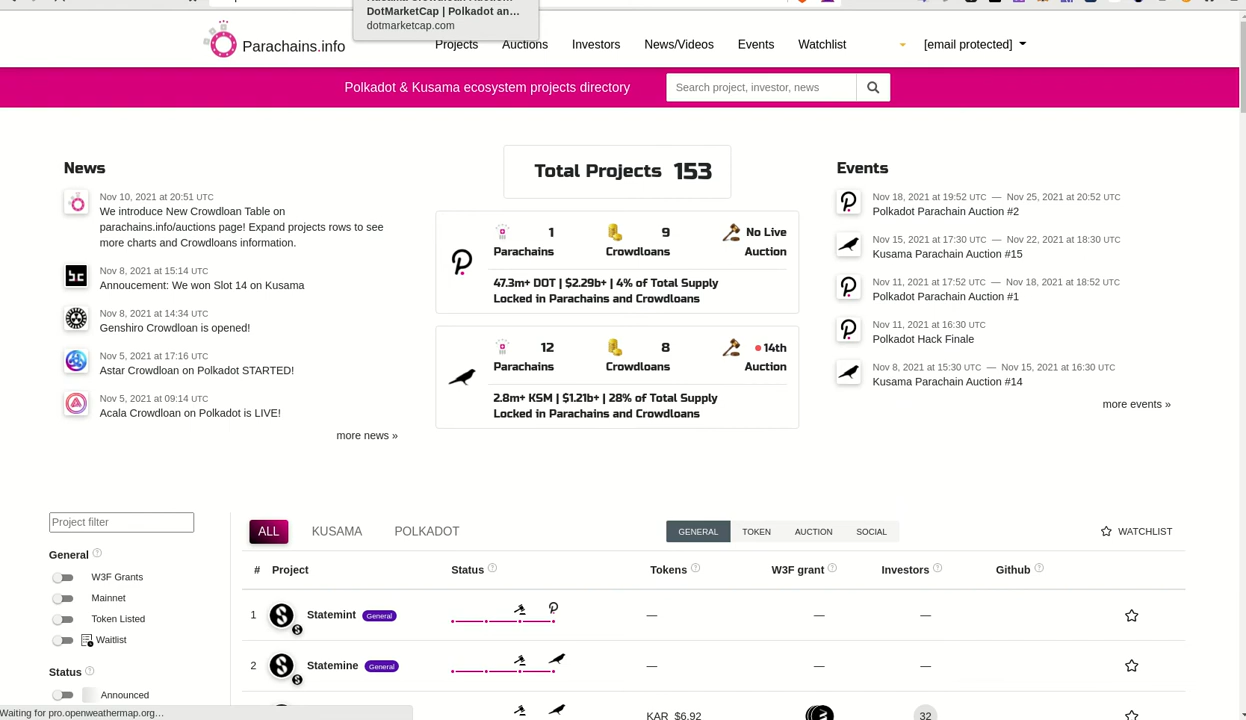 DotMarketCap | Polkadot an...
dotmarketcap.com
Parachains.info
Projects
Auctions
Investors
News/Videos
Events
Watchlist
[email protected]
Polkadot & Kusama ecosystem projects directory
Search project, investor, news
News
Nov 10, 2021 at 20:51 UTC
We introduce New Crowdloan Table on
parachains.info/auctions page! Expand projects rows to see
more charts and Crowdloans information.
Nov 8, 2021 at 15:14 UTC
Annoucement: We won Slot 14 on Kusama
Nov 8, 2021 at 14:34 UTC
Genshiro Crowdloan is opened!
Nov 5, 2021 at 17:16 UTC
Astar Crowdloan on Polkadot STARTED!
Nov 5, 2021 at 09:14 UTC
Acala Crowdloan on Polkadot is LIVE!
more news »
Total Projects 153
1
Parachains
9
Crowdloans
No Live
Auction
47.3m+ DOT | $2.29b+ | 4% of Total Supply
Locked in Parachains and Crowdloans
12
Parachains
8
Crowdloans
14th
Auction
2.8m+ KSM | $1.21b+ | 28% of Total Supply
Locked in Parachains and Crowdloans
Events
Nov 18, 2021 at 19:52 UTC — Nov 25, 2021 at 20:52 UTC
Polkadot Parachain Auction #2
Nov 15, 2021 at 17:30 UTC — Nov 22, 2021 at 18:30 UTC
Kusama Parachain Auction #15
Nov 11, 2021 at 17:52 UTC — Nov 18, 2021 at 18:52 UTC
Polkadot Parachain Auction #1
Nov 11, 2021 at 16:30 UTC
Polkadot Hack Finale
Nov 8, 2021 at 15:30 UTC — Nov 15, 2021 at 16:30 UTC
Kusama Parachain Auction #14
more events »
Project filter
General ?
W3F Grants
Mainnet
Token Listed
Waitlist
Status ?
Announced
ALL
KUSAMA
POLKADOT
GENERAL
TOKEN
AUCTION
SOCIAL
WATCHLIST
# Project Status ? Tokens ? W3F grant ? Investors ? Github ?
1 Statemint General — — —
2 Statemine General — — —
KAR $6.92 32
Waiting for pro.openweathermap.org...